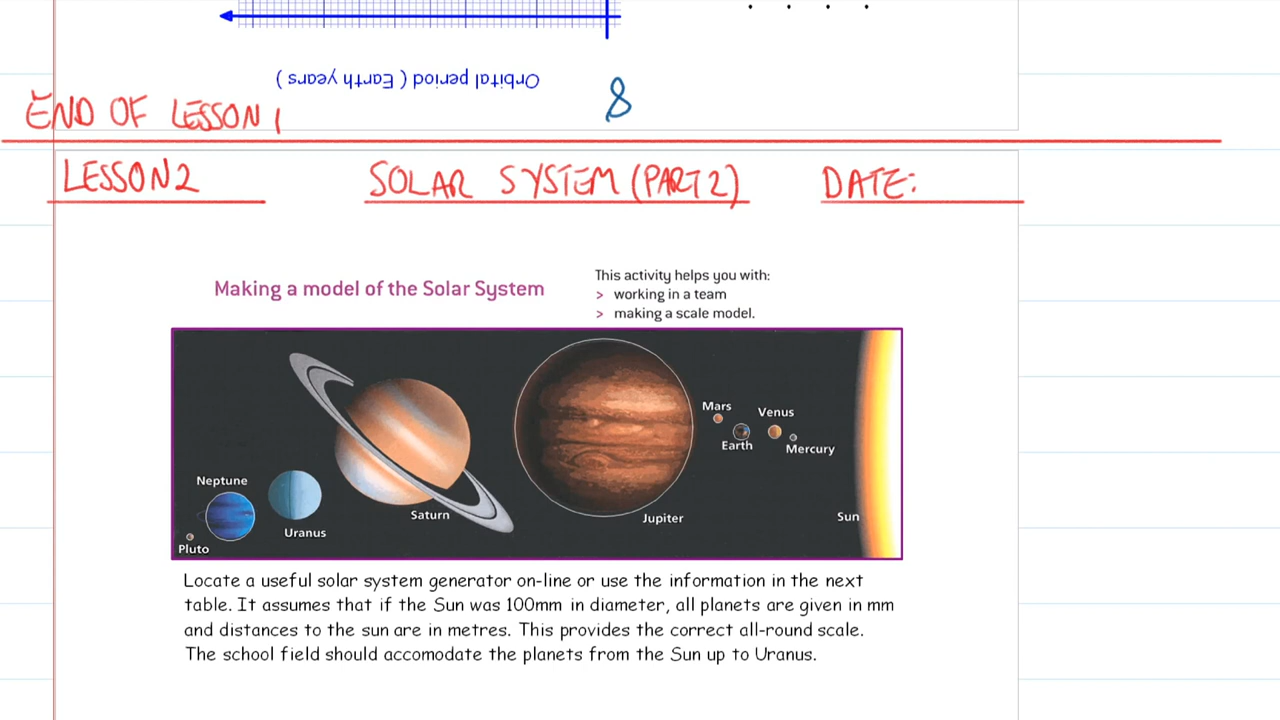 Orbital period ( Earth years )
8
END OF LESSON 1
LESSON 2 SOLAR SYSTEM (PART 2) DATE:
Making a model of the Solar System
This activity helps you with:
> working in a team
> making a scale model.
Mars
Venus
Earth
Mercury
Neptune
Saturn
Jupiter
Sun
Uranus
Pluto
Locate a useful solar system generator on-line or use the information in the next
table. It assumes that if the Sun was 100mm in diameter, all planets are given in mm
and distances to the sun are in metres. This provides the correct all-round scale.
The school field should accomodate the planets from the Sun up to Uranus.